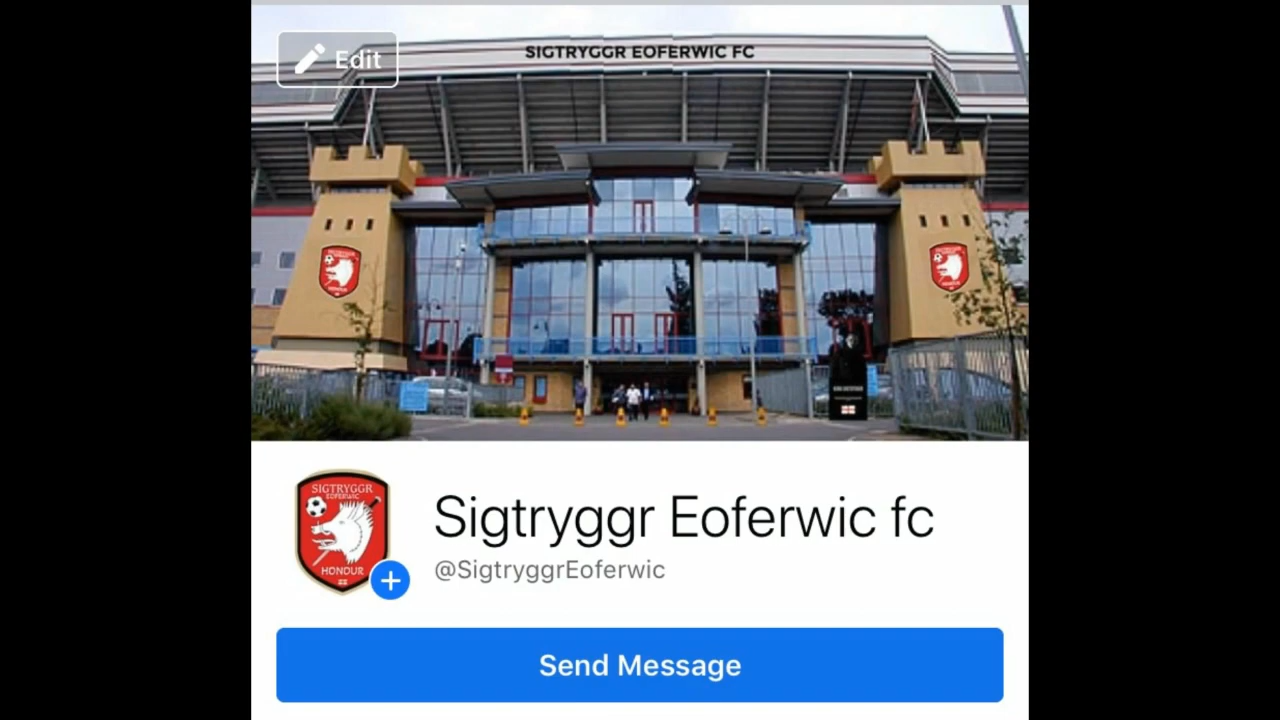 SIGTRYGGR EOFERWIC FC
Edit
SIGTRYGGR
EOFERWIC
HONOUR
Sigtryggr Eoferwic fc
@SigtryggrEoferwic
Send Message